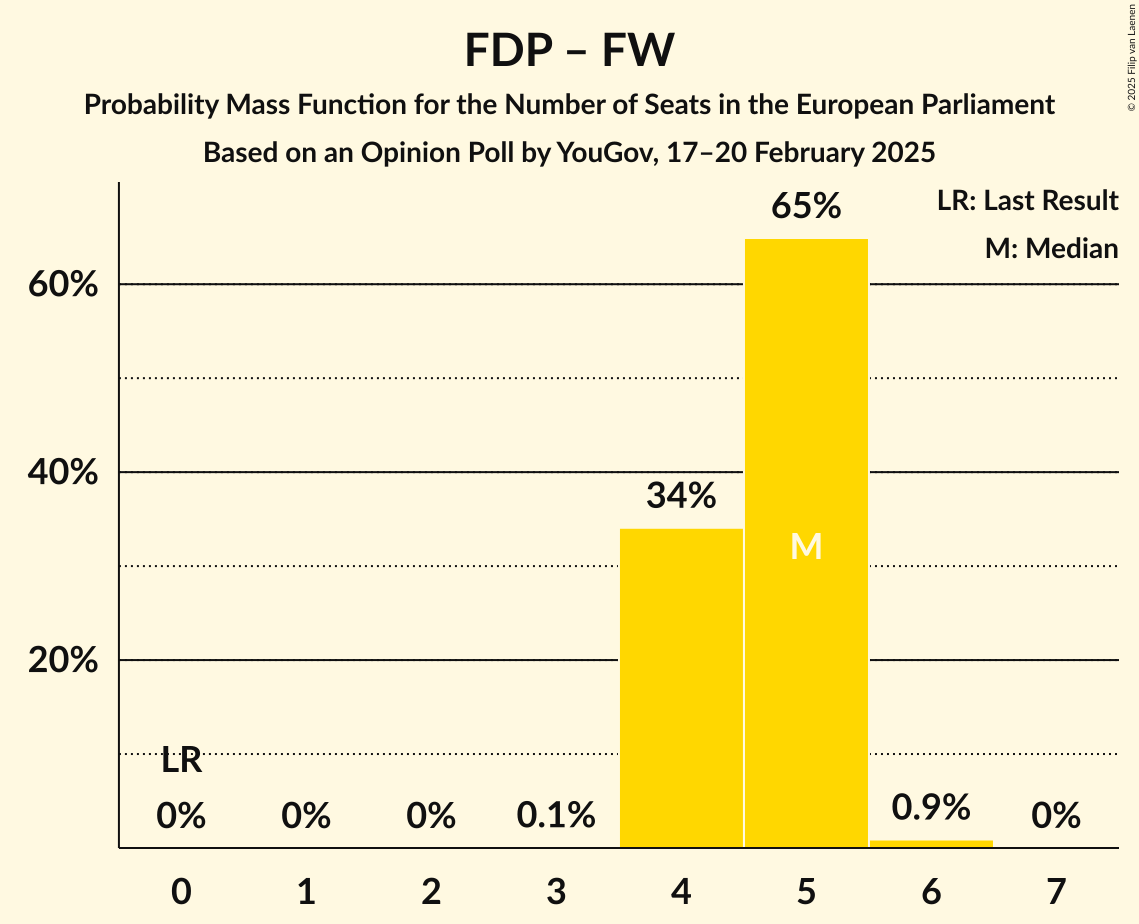 FDP – FW
Probability Mass Function for the Number of Seats in the European Parliament
Based on an Opinion Poll by YouGov, 17–20 February 2025
© 2025 Filip van Laenen
LR: Last Result
M: Median
65%
60%
40%
34%
M
20%
LR
0%
0%
0%
0.1%
0.9%
0%
0 1 2 3 4 5 6 7